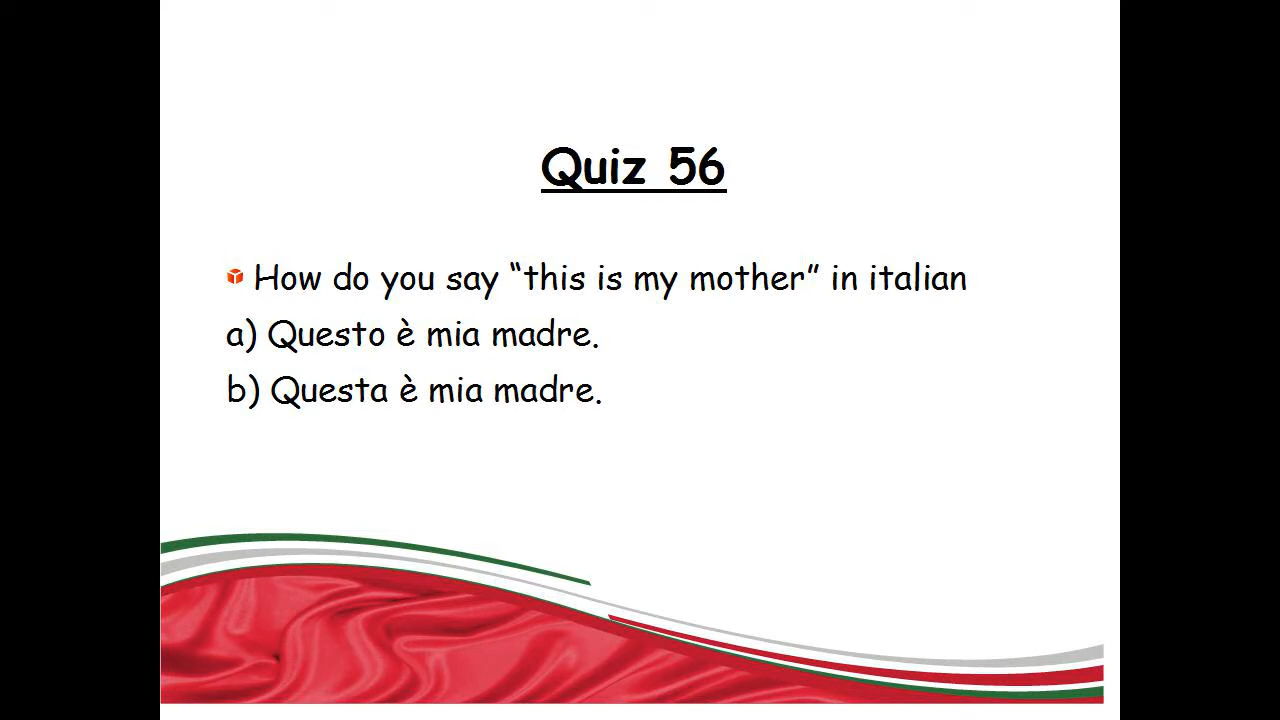 Quiz 56
How do you say “this is my mother” in italian
a) Questo è mia madre.
b) Questa è mia madre.